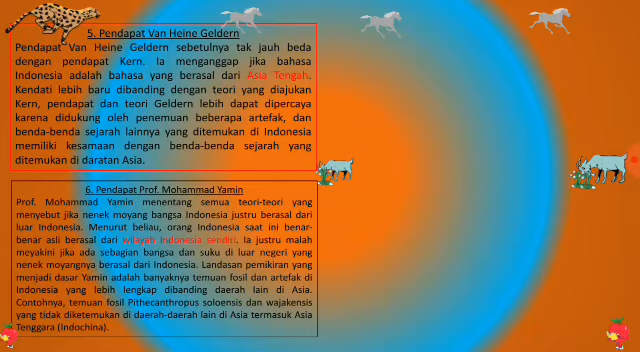 5. Pendapat Van Heine Geldern
Pendapat Van Heine Geldern sebetulnya tak jauh beda
dengan pendapat Kern. Ia menganggap jika bahasa
Indonesia adalah bahasa yang berasal dari Asia Tengah.
Kendati lebih baru dibanding dengan teori yang diajukan
Kern, pendapat dan teori Geldern lebih dapat dipercaya
karena didukung oleh penemuan beberapa artefak, dan
benda-benda sejarah lainnya yang ditemukan di Indonesia
memiliki kesamaan dengan benda-benda sejarah yang
ditemukan di daratan Asia.
6. Pendapat Prof. Mohammad Yamin
Prof. Mohammad Yamin menentang semua teori-teori yang
menyebut jika nenek moyang bangsa Indonesia justru berasal dari
luar Indonesia. Menurut beliau, orang Indonesia saat ini benar-
benar asli berasal dari wilayah Indonesia sendiri. Ia justru malah
meyakini jika ada sebagian bangsa dan suku di luar negeri yang
nenek moyangnya berasal dari Indonesia. Landasan pemikiran yang
menjadi dasar Yamin adalah banyaknya temuan fosil dan artefak di
Indonesia yang lebih lengkap dibanding daerah lain di Asia.
Contohnya, temuan fosil Pithecanthropus soloensis dan wajakensis
yang tidak diketemukan di daerah-daerah lain di Asia termasuk Asia
Tenggara (Indochina).